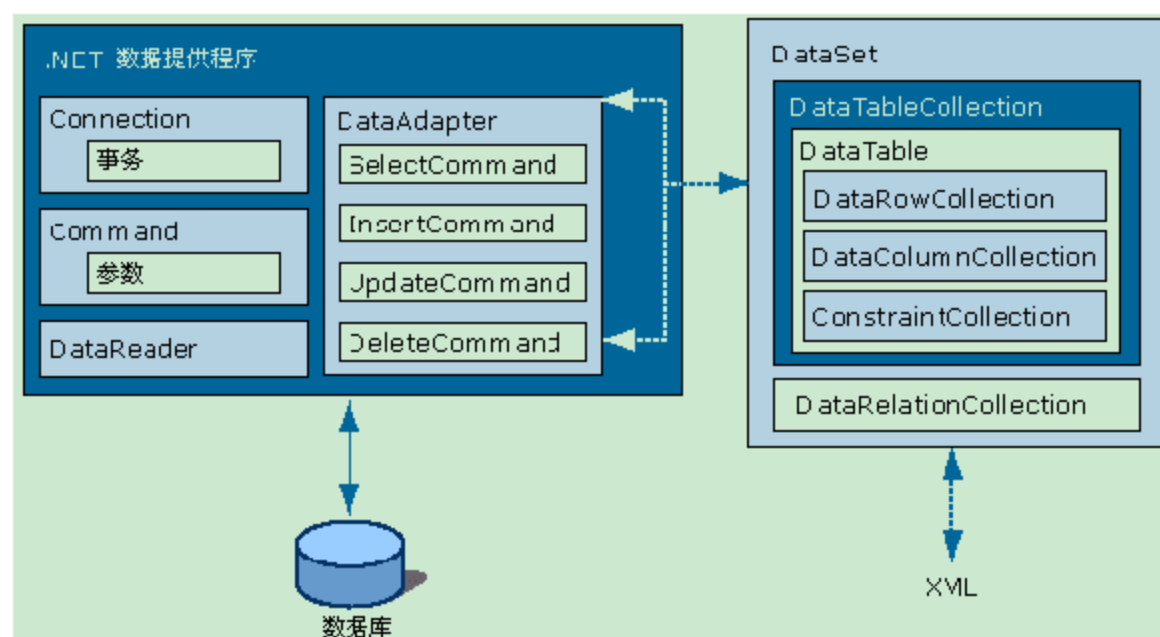 .NET 数据提供程序
Connection
事务
Command
参数
DataReader
DataAdapter
SelectCommand
InsertCommand
UpdateCommand
DeleteCommand
数据库
DataSet
DataTableCollection
DataTable
DataRowCollection
DataColumnCollection
ConstraintCollection
DataRelationCollection
XML